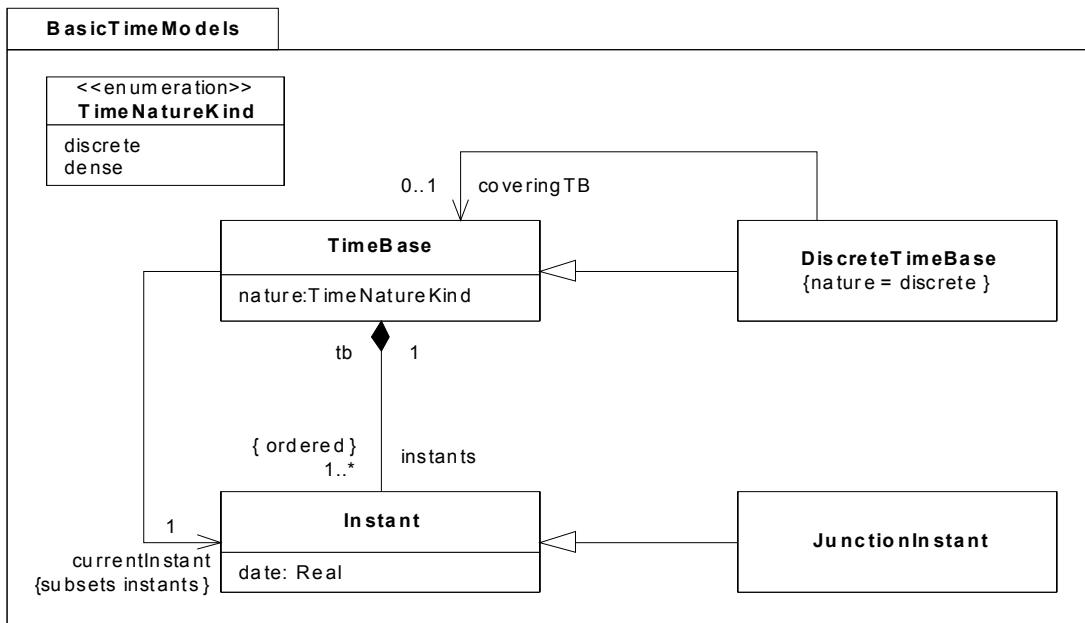 BasicTimeModels
<<enumeration>>
TimeNatureKind
discrete
dense
0..1 coveringTB
TimeBase
nature:TimeNatureKind
DiscreteTimeBase
{nature = discrete }
tb 1
{ ordered }
1..* instants
1
currentInstant
{subsets instants }
Instant
date: Real
JunctionInstant